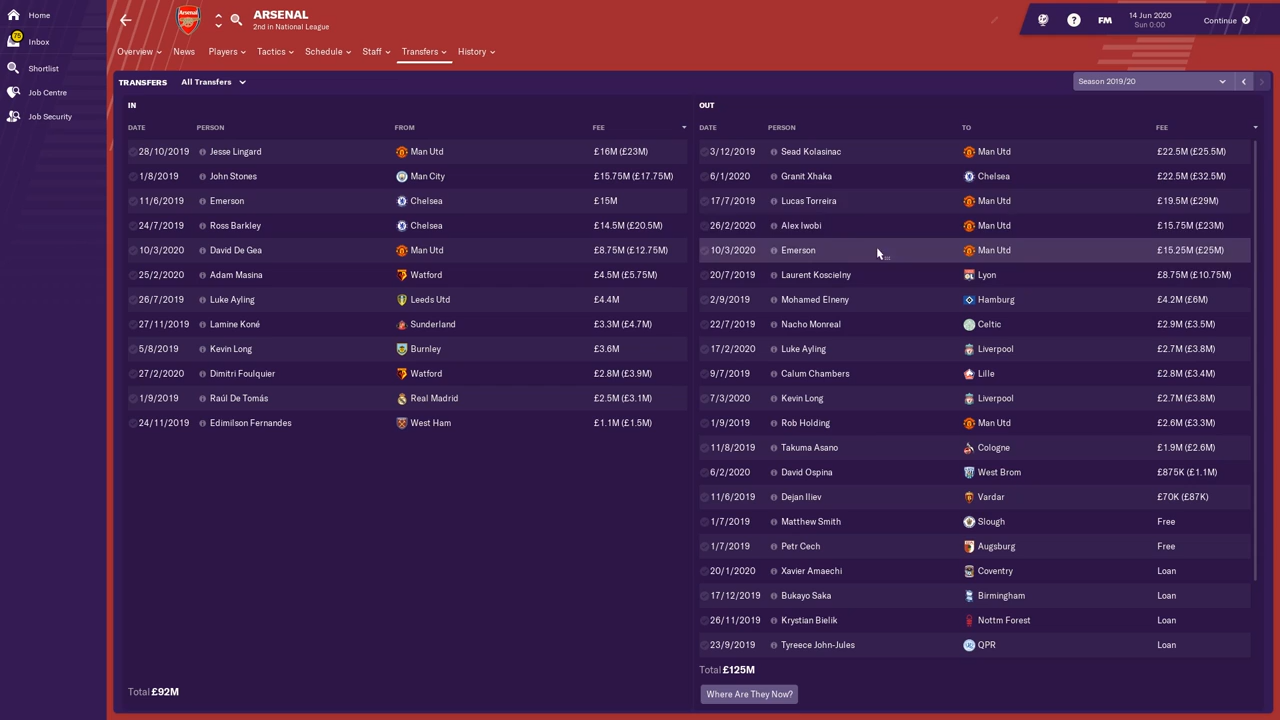 Home
75
Inbox
Shortlist
Job Centre
Job Security
ARSENAL
2nd in National League
FM
14 Jun 2020
Sun 0:00
Continue
Overview News Players Tactics Schedule Staff Transfers History
TRANSFERS All Transfers
Season 2019/20
IN
DATE PERSON FROM FEE
28/10/2019 Jesse Lingard Man Utd £16M (£23M)
1/8/2019 John Stones Man City £15.75M (£17.75M)
11/6/2019 Emerson Chelsea £15M
24/7/2019 Ross Barkley Chelsea £14.5M (£20.5M)
10/3/2020 David De Gea Man Utd £8.75M (£12.75M)
25/2/2020 Adam Masina Watford £4.5M (£5.75M)
26/7/2019 Luke Ayling Leeds Utd £4.4M
27/11/2019 Lamine Koné Sunderland £3.3M (£4.7M)
5/8/2019 Kevin Long Burnley £3.6M
27/2/2020 Dimitri Foulquier Watford £2.8M (£3.9M)
1/9/2019 Raúl De Tomás Real Madrid £2.5M (£3.1M)
24/11/2019 Edimilson Fernandes West Ham £1.1M (£1.5M)
Total £92M
OUT
DATE PERSON TO FEE
3/12/2019 Sead Kolasinac Man Utd £22.5M (£25.5M)
6/1/2020 Granit Xhaka Chelsea £22.5M (£32.5M)
17/7/2019 Lucas Torreira Man Utd £19.5M (£29M)
26/2/2020 Alex Iwobi Man Utd £15.75M (£23M)
10/3/2020 Emerson Man Utd £15.25M (£25M)
20/7/2019 Laurent Koscielny Lyon £8.75M (£10.75M)
2/9/2019 Mohamed Elneny Hamburg £4.2M (£6M)
22/7/2019 Nacho Monreal Celtic £2.9M (£3.5M)
17/2/2020 Luke Ayling Liverpool £2.7M (£3.8M)
9/7/2019 Calum Chambers Lille £2.8M (£3.4M)
7/3/2020 Kevin Long Liverpool £2.7M (£3.8M)
1/9/2019 Rob Holding Man Utd £2.6M (£3.3M)
11/8/2019 Takuma Asano Cologne £1.9M (£2.6M)
6/2/2020 David Ospina West Brom £875K (£1.1M)
11/6/2019 Dejan Iliev Vardar £70K (£87K)
1/7/2019 Matthew Smith Slough Free
1/7/2019 Petr Cech Augsburg Free
20/1/2020 Xavier Amaechi Coventry Loan
17/12/2019 Bukayo Saka Birmingham Loan
26/11/2019 Krystian Bielik Nottm Forest Loan
23/9/2019 Tyreece John-Jules QPR Loan
Total £125M
Where Are They Now?